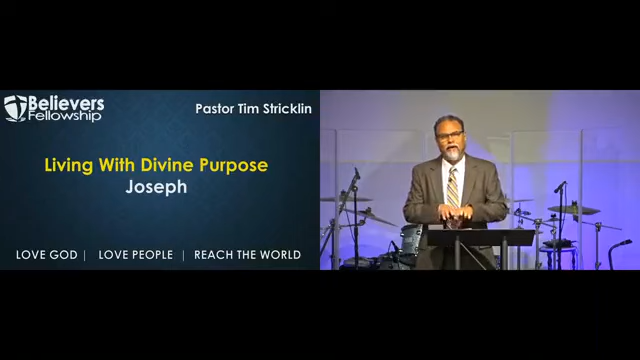 Believers
Fellowship
Pastor Tim Stricklin
Living With Divine Purpose
Joseph
LOVE GOD | LOVE PEOPLE | REACH THE WORLD